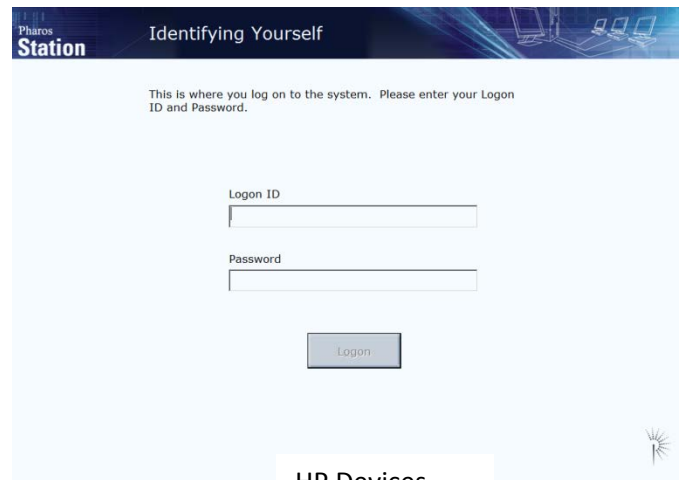 Pharos
Station
Identifying Yourself
This is where you log on to the system. Please enter your Logon
ID and Password.
Logon ID
Password
Logon
HP Devices